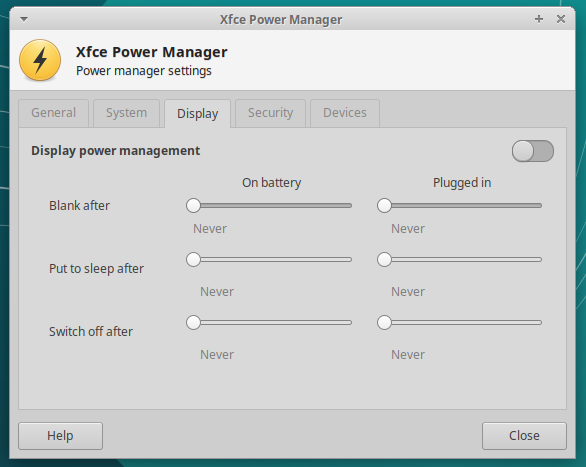 Xfce Power Manager
Xfce Power Manager
Power manager settings
General System Display Security Devices
Display power management
On battery Plugged in
Blank after
Never Never
Put to sleep after
Never Never
Switch off after
Never Never
Help Close